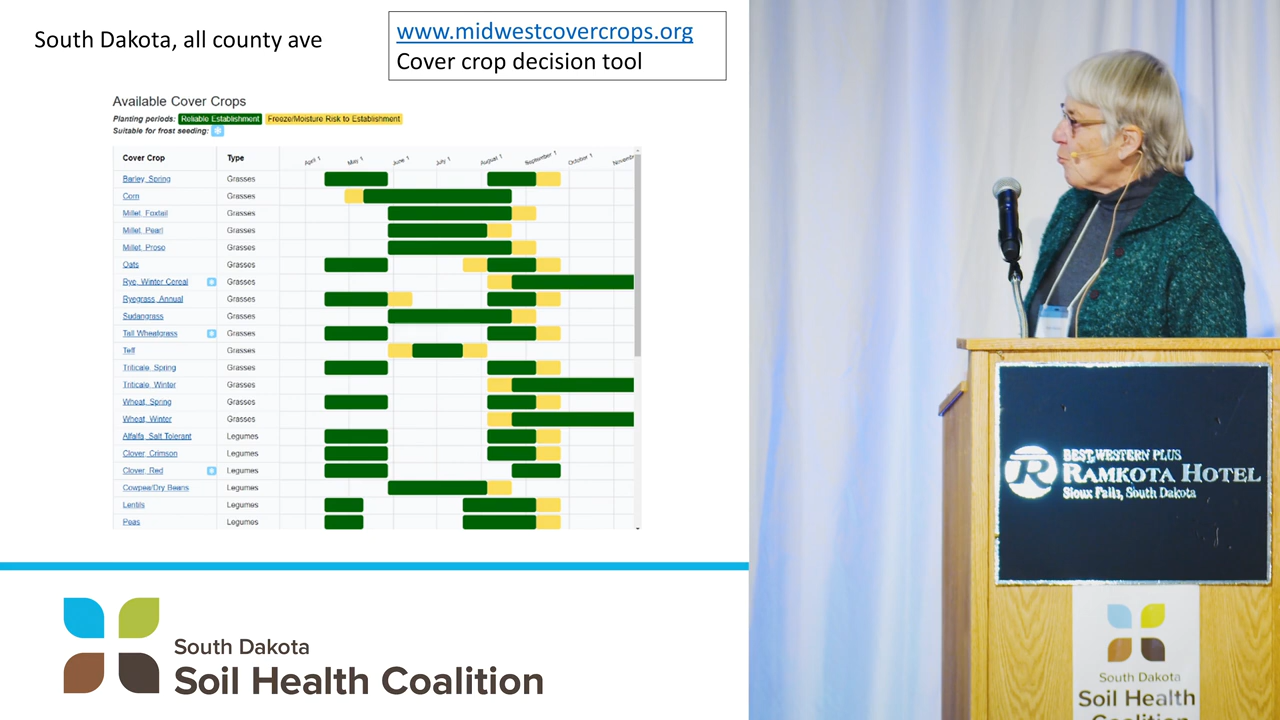 South Dakota, all county ave
www.midwestcovercrops.org
Cover crop decision tool
Available Cover Crops
Planting periods: Reliable Establishment Freeze/Moisture Risk to Establishment
Suitable for frost seeding:
Cover Crop Type April 1 May 1 June 1 July 1 August 1 September 1 October 1
Barley, Spring Grasses
Corn Grasses
Millet, Foxtail Grasses
Millet, Pearl Grasses
Millet, Proso Grasses
Oats Grasses
Rye, Winter Cereal Grasses
Ryegrass, Annual Grasses
Sudangrass Grasses
Tall Wheatgrass Grasses
Teff Grasses
Triticale, Spring Grasses
Triticale, Winter Grasses
Wheat, Spring Grasses
Wheat, Winter Grasses
Alfalfa, Salt Tolerant Legumes
Clover, Crimson Legumes
Clover, Red Legumes
Cowpea/Dry Beans Legumes
Lentils Legumes
Peas Legumes
South Dakota
Soil Health Coalition
BEST WESTERN PLUS
R RAMKOTA HOTEL
Sioux Falls, South Dakota
South Dakota
Soil Health
Coalition